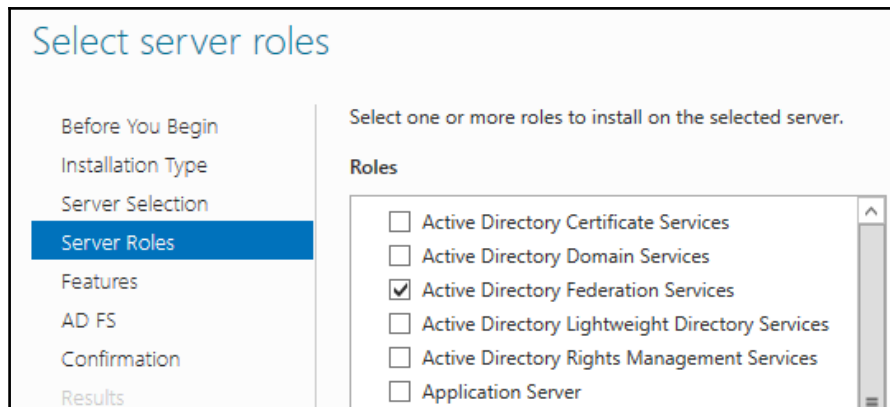 Select server roles
Before You Begin
Installation Type
Server Selection
Server Roles
Features
AD FS
Confirmation
Results
Select one or more roles to install on the selected server.
Roles
Active Directory Certificate Services
Active Directory Domain Services
Active Directory Federation Services
Active Directory Lightweight Directory Services
Active Directory Rights Management Services
Application Server